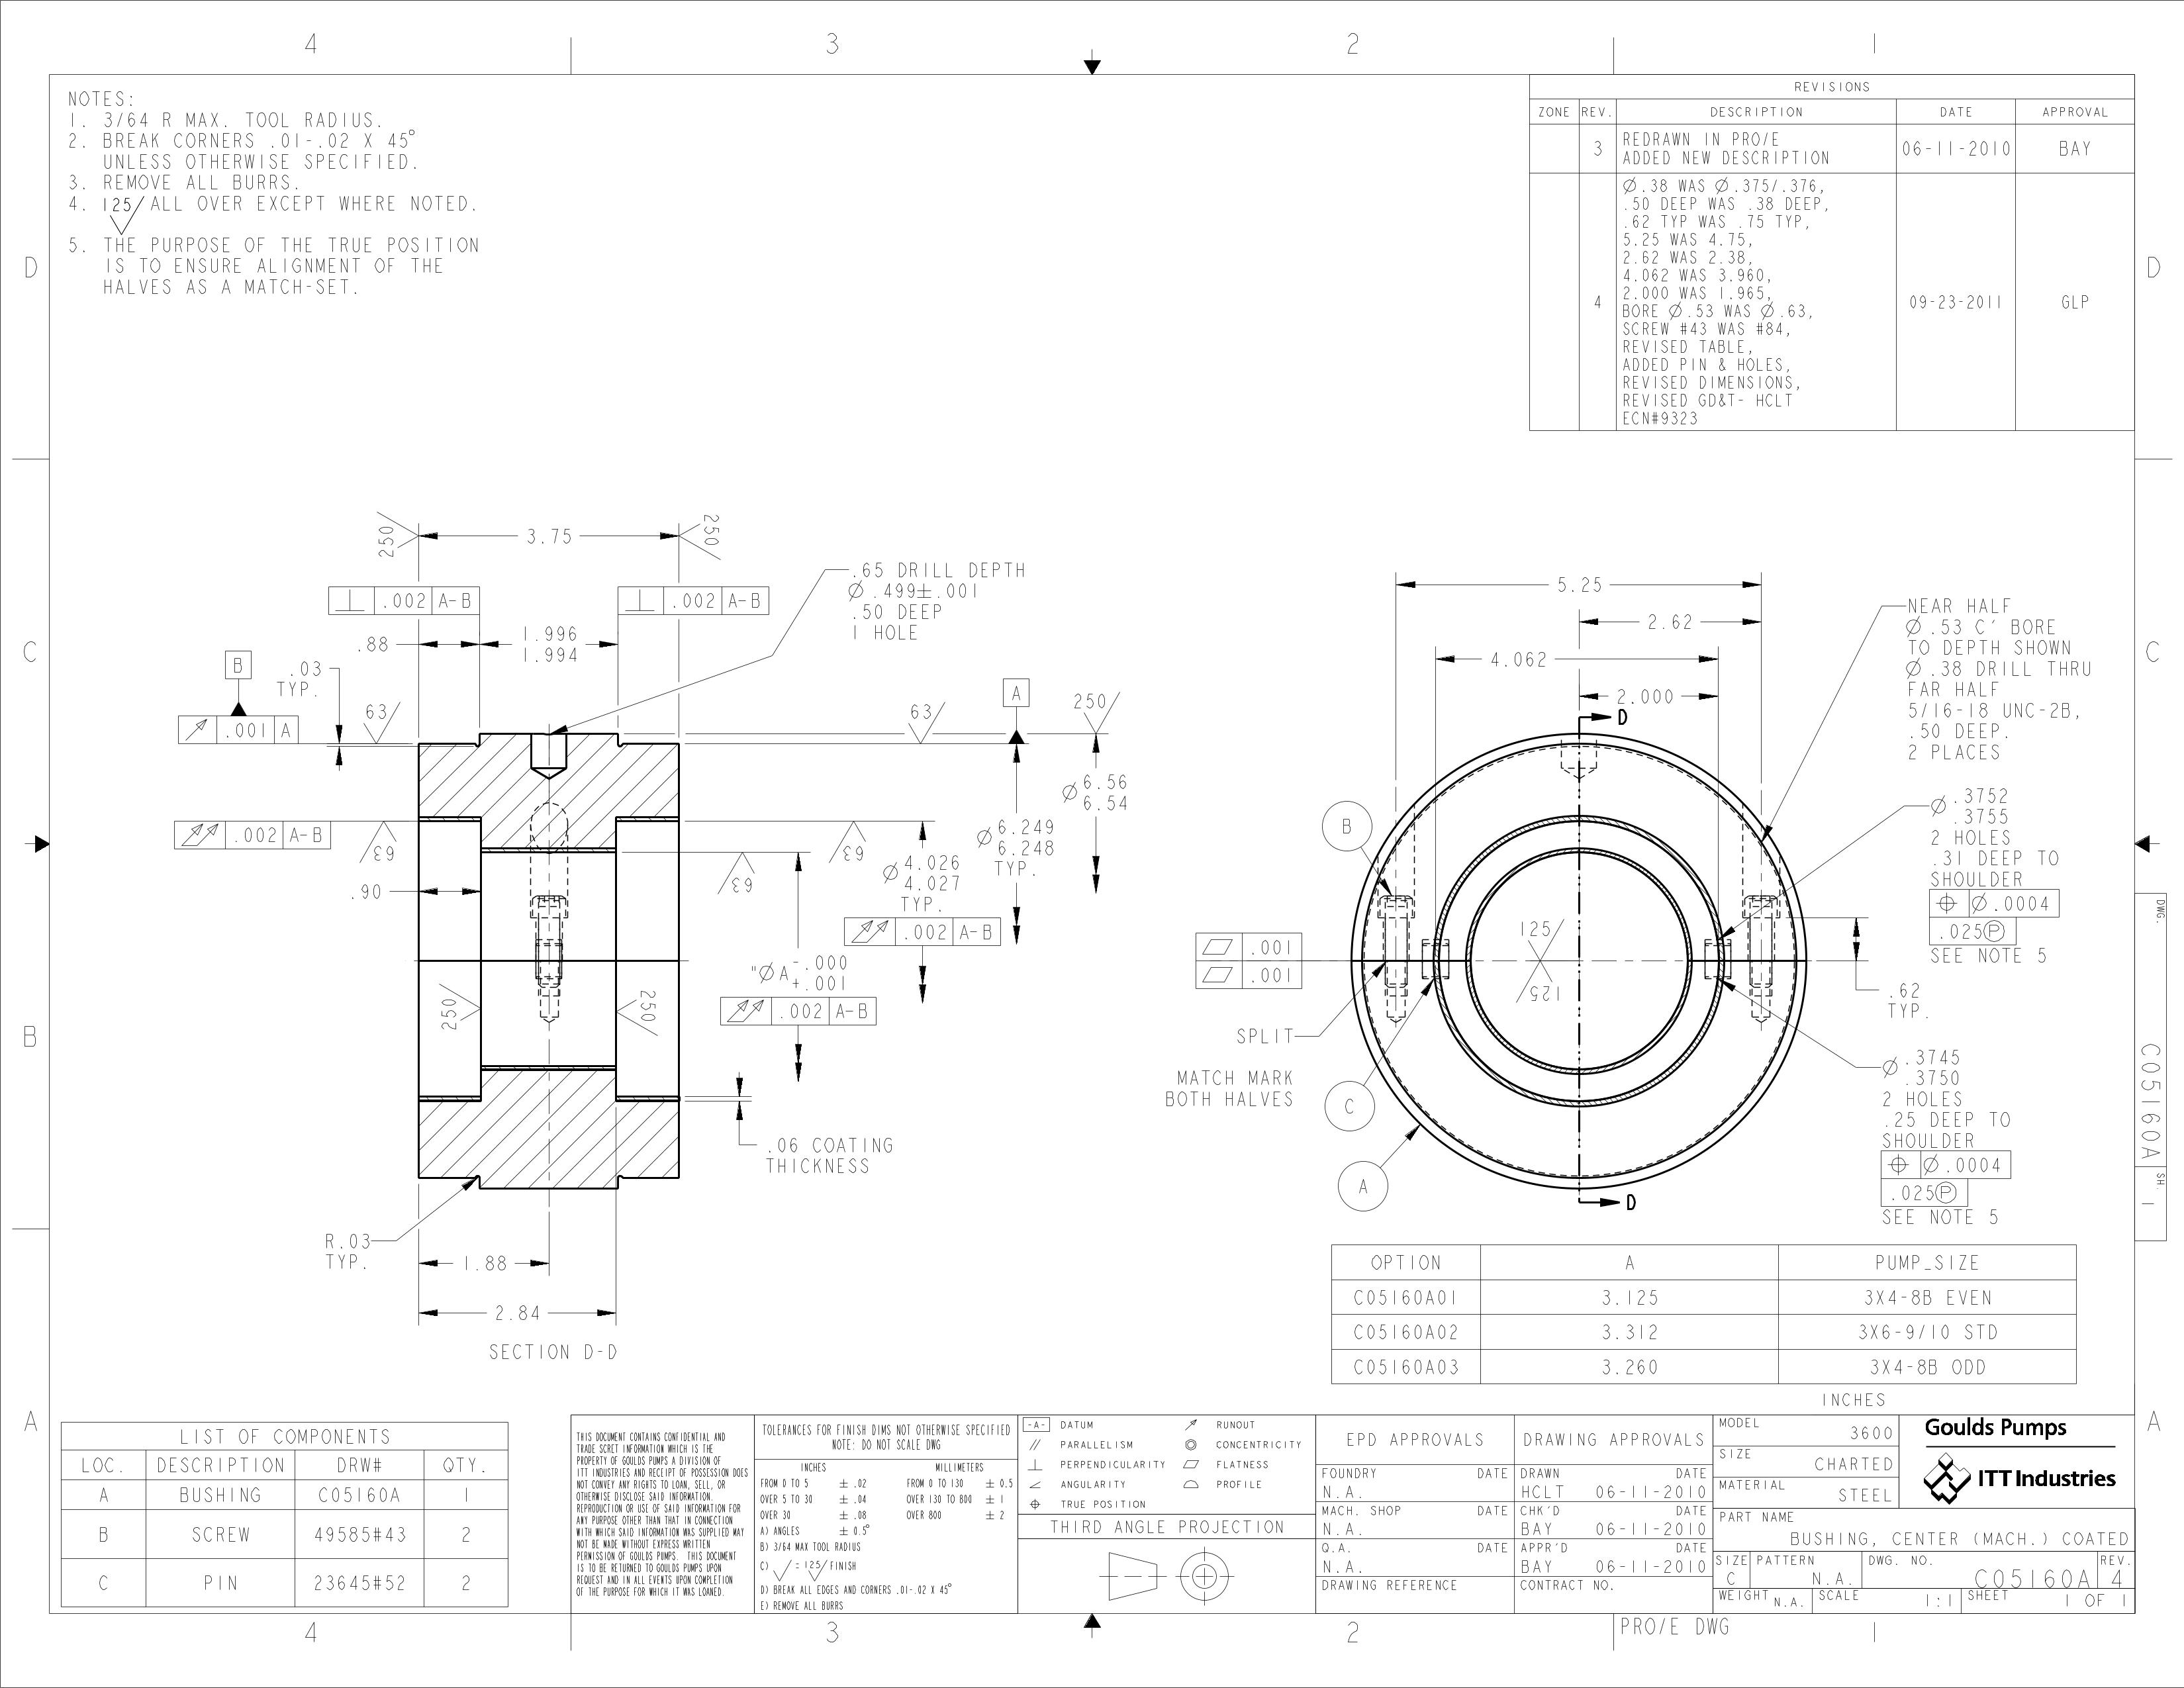 4
3
2
1
NOTES:
1. 3/64 R MAX. TOOL RADIUS.
2. BREAK CORNERS .01-.02 X 45°
UNLESS OTHERWISE SPECIFIED.
3. REMOVE ALL BURRS.
4. 125/ ALL OVER EXCEPT WHERE NOTED.
5. THE PURPOSE OF THE TRUE POSITION
IS TO ENSURE ALIGNMENT OF THE
HALVES AS A MATCH-SET.
REVISIONS
ZONE REV. DESCRIPTION DATE APPROVAL
3 REDRAWN IN PRO/E
ADDED NEW DESCRIPTION 06-11-2010 BAY
4 Ø.38 WAS Ø.375/.376,
.50 DEEP WAS .38 DEEP,
.62 TYP WAS .75 TYP,
5.25 WAS 4.75,
2.62 WAS 2.38,
4.062 WAS 3.960,
2.000 WAS 1.965,
BORE Ø.53 WAS Ø.63,
SCREW #43 WAS #84,
REVISED TABLE,
ADDED PIN & HOLES,
REVISED DIMENSIONS,
REVISED GD&T- HCLT
ECN#9323
09-23-2011 GLP
D
D
C
C
B
B
A
A
250
3.75
250
⊥ .002 A-B
⊥ .002 A-B
.88
1.996
1.994
.65 DRILL DEPTH
Ø.499±.001
.50 DEEP
1 HOLE
B
.03
TYP.
.001 A
63
63
A
250
Ø6.56
6.54
Ø6.249
6.248
TYP.
.002 A-B
63
63
63
.90
Ø4.026
4.027
TYP.
.002 A-B
"ØA -.000
+.001
.002 A-B
250
250
.06 COATING
THICKNESS
R.03
TYP.
1.88
2.84
SECTION D-D
5.25
2.62
4.062
2.000
D
NEAR HALF
Ø.53 C' BORE
TO DEPTH SHOWN
Ø.38 DRILL THRU
FAR HALF
5/16-18 UNC-2B,
.50 DEEP.
2 PLACES
Ø.3752
.3755
2 HOLES
.31 DEEP TO
SHOULDER
⌖ Ø.0004
.025Ⓟ
SEE NOTE 5
B
125
125
▱ .001
▱ .001
SPLIT
MATCH MARK
BOTH HALVES
C
A
.62
TYP.
Ø.3745
.3750
2 HOLES
.25 DEEP TO
SHOULDER
⌖ Ø.0004
.025Ⓟ
SEE NOTE 5
D
DWG.
C05160A
SH.
1
OPTION A PUMP_SIZE
C05160A01 3.125 3X4-8B EVEN
C05160A02 3.312 3X6-9/10 STD
C05160A03 3.260 3X4-8B ODD
INCHES
LIST OF COMPONENTS
LOC. DESCRIPTION DRW# QTY.
A BUSHING C05160A 1
B SCREW 49585#43 2
C PIN 23645#52 2
THIS DOCUMENT CONTAINS CONFIDENTIAL AND
TRADE SCRET INFORMATION WHICH IS THE
PROPERTY OF GOULDS PUMPS A DIVISION OF
ITT INDUSTRIES AND RECEIPT OF POSSESSION DOES
NOT CONVEY ANY RIGHTS TO LOAN, SELL, OR
OTHERWISE DISCLOSE SAID INFORMATION.
REPRODUCTION OR USE OF SAID INFORMATION FOR
ANY PURPOSE OTHER THAN THAT IN CONNECTION
WITH WHICH SAID INFORMATION WAS SUPPLIED MAY
NOT BE MADE WITHOUT EXPRESS WRITTEN
PERMISSION OF GOULDS PUMPS. THIS DOCUMENT
IS TO BE RETURNED TO GOULDS PUMPS UPON
REQUEST AND IN ALL EVENTS UPON COMPLETION
OF THE PURPOSE FOR WHICH IT WAS LOANED.
TOLERANCES FOR FINISH DIMS NOT OTHERWISE SPECIFIED
NOTE: DO NOT SCALE DWG
INCHES MILLIMETERS
FROM 0 TO 5 ± .02 FROM 0 TO 130 ± 0.5
OVER 5 TO 30 ± .04 OVER 130 TO 800 ± 1
OVER 30 ± .08 OVER 800 ± 2
A) ANGLES ± 0.5°
B) 3/64 MAX TOOL RADIUS
C) √ = 125/ FINISH
D) BREAK ALL EDGES AND CORNERS .01-.02 X 45°
E) REMOVE ALL BURRS
-A- DATUM RUNOUT
// PARALLELISM ◎ CONCENTRICITY
⊥ PERPENDICULARITY ▱ FLATNESS
∠ ANGULARITY ⌓ PROFILE
⌖ TRUE POSITION
THIRD ANGLE PROJECTION
EPD APPROVALS
FOUNDRY DATE
N.A.
MACH. SHOP DATE
N.A.
Q.A. DATE
N.A.
DRAWING REFERENCE
DRAWING APPROVALS
DRAWN DATE
HCLT 06-11-2010
CHK'D DATE
BAY 06-11-2010
APPR'D DATE
BAY 06-11-2010
CONTRACT NO.
MODEL 3600
SIZE CHARTED
MATERIAL STEEL
Goulds Pumps
ITT Industries
PART NAME
BUSHING, CENTER (MACH.) COATED
SIZE C PATTERN N.A. DWG. NO. C05160A REV. 4
WEIGHT N.A. SCALE 1:1 SHEET 1 OF 1
4
3
2
PRO/E DWG
1